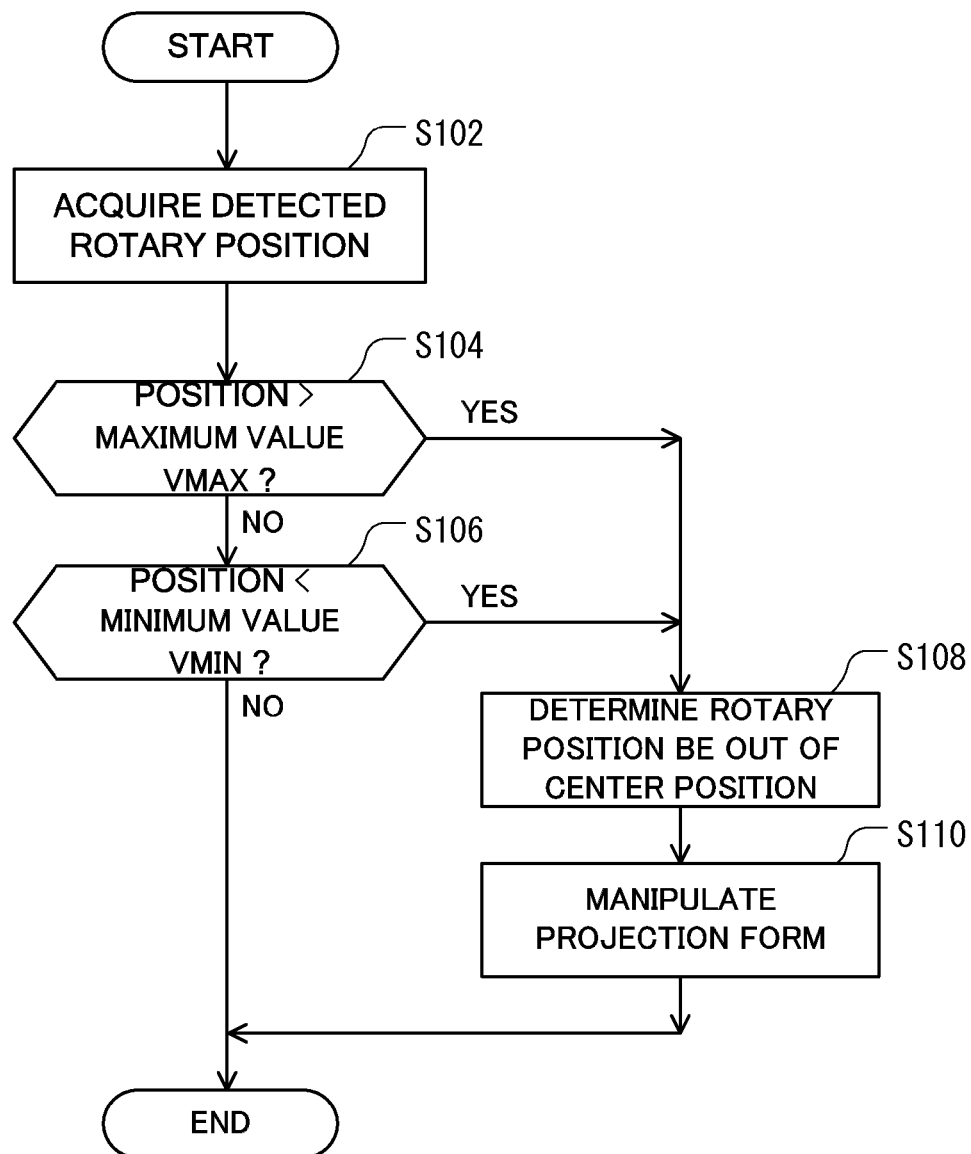 START
S102
ACQUIRE DETECTED
ROTARY POSITION
S104
POSITION >
MAXIMUM VALUE
VMAX ?
YES
NO
S106
POSITION <
MINIMUM VALUE
VMIN ?
YES
NO
S108
DETERMINE ROTARY
POSITION BE OUT OF
CENTER POSITION
S110
MANIPULATE
PROJECTION FORM
END